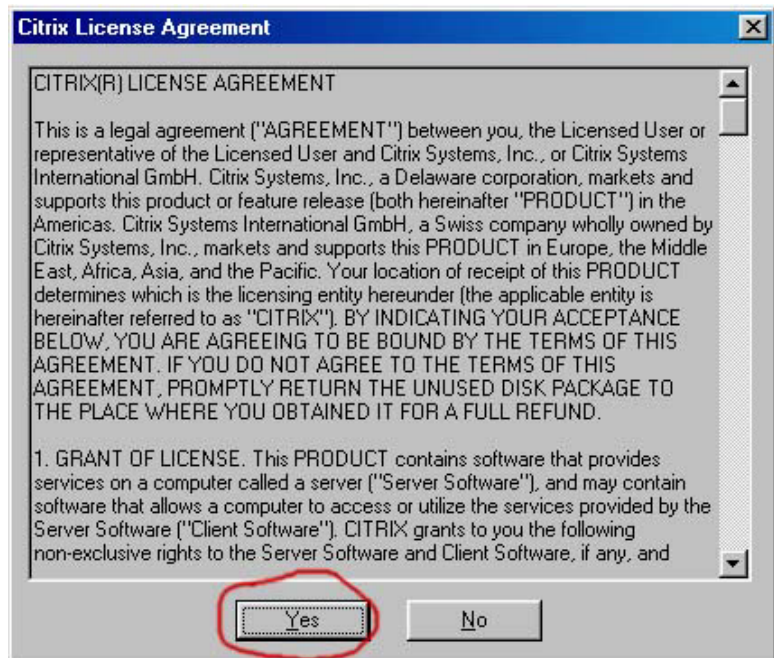 Citrix License Agreement
CITRIX(R) LICENSE AGREEMENT
This is a legal agreement ("AGREEMENT") between you, the Licensed User or
representative of the Licensed User and Citrix Systems, Inc., or Citrix Systems
International GmbH. Citrix Systems, Inc., a Delaware corporation, markets and
supports this product or feature release (both hereinafter "PRODUCT") in the
Americas. Citrix Systems International GmbH, a Swiss company wholly owned by
Citrix Systems, Inc., markets and supports this PRODUCT in Europe, the Middle
East, Africa, Asia, and the Pacific. Your location of receipt of this PRODUCT
determines which is the licensing entity hereunder (the applicable entity is
hereinafter referred to as "CITRIX"). BY INDICATING YOUR ACCEPTANCE
BELOW, YOU ARE AGREEING TO BE BOUND BY THE TERMS OF THIS
AGREEMENT. IF YOU DO NOT AGREE TO THE TERMS OF THIS
AGREEMENT, PROMPTLY RETURN THE UNUSED DISK PACKAGE TO
THE PLACE WHERE YOU OBTAINED IT FOR A FULL REFUND.
1. GRANT OF LICENSE. This PRODUCT contains software that provides
services on a computer called a server ("Server Software"), and may contain
software that allows a computer to access or utilize the services provided by the
Server Software ("Client Software"). CITRIX grants to you the following
non-exclusive rights to the Server Software and Client Software, if any, and
Yes
No